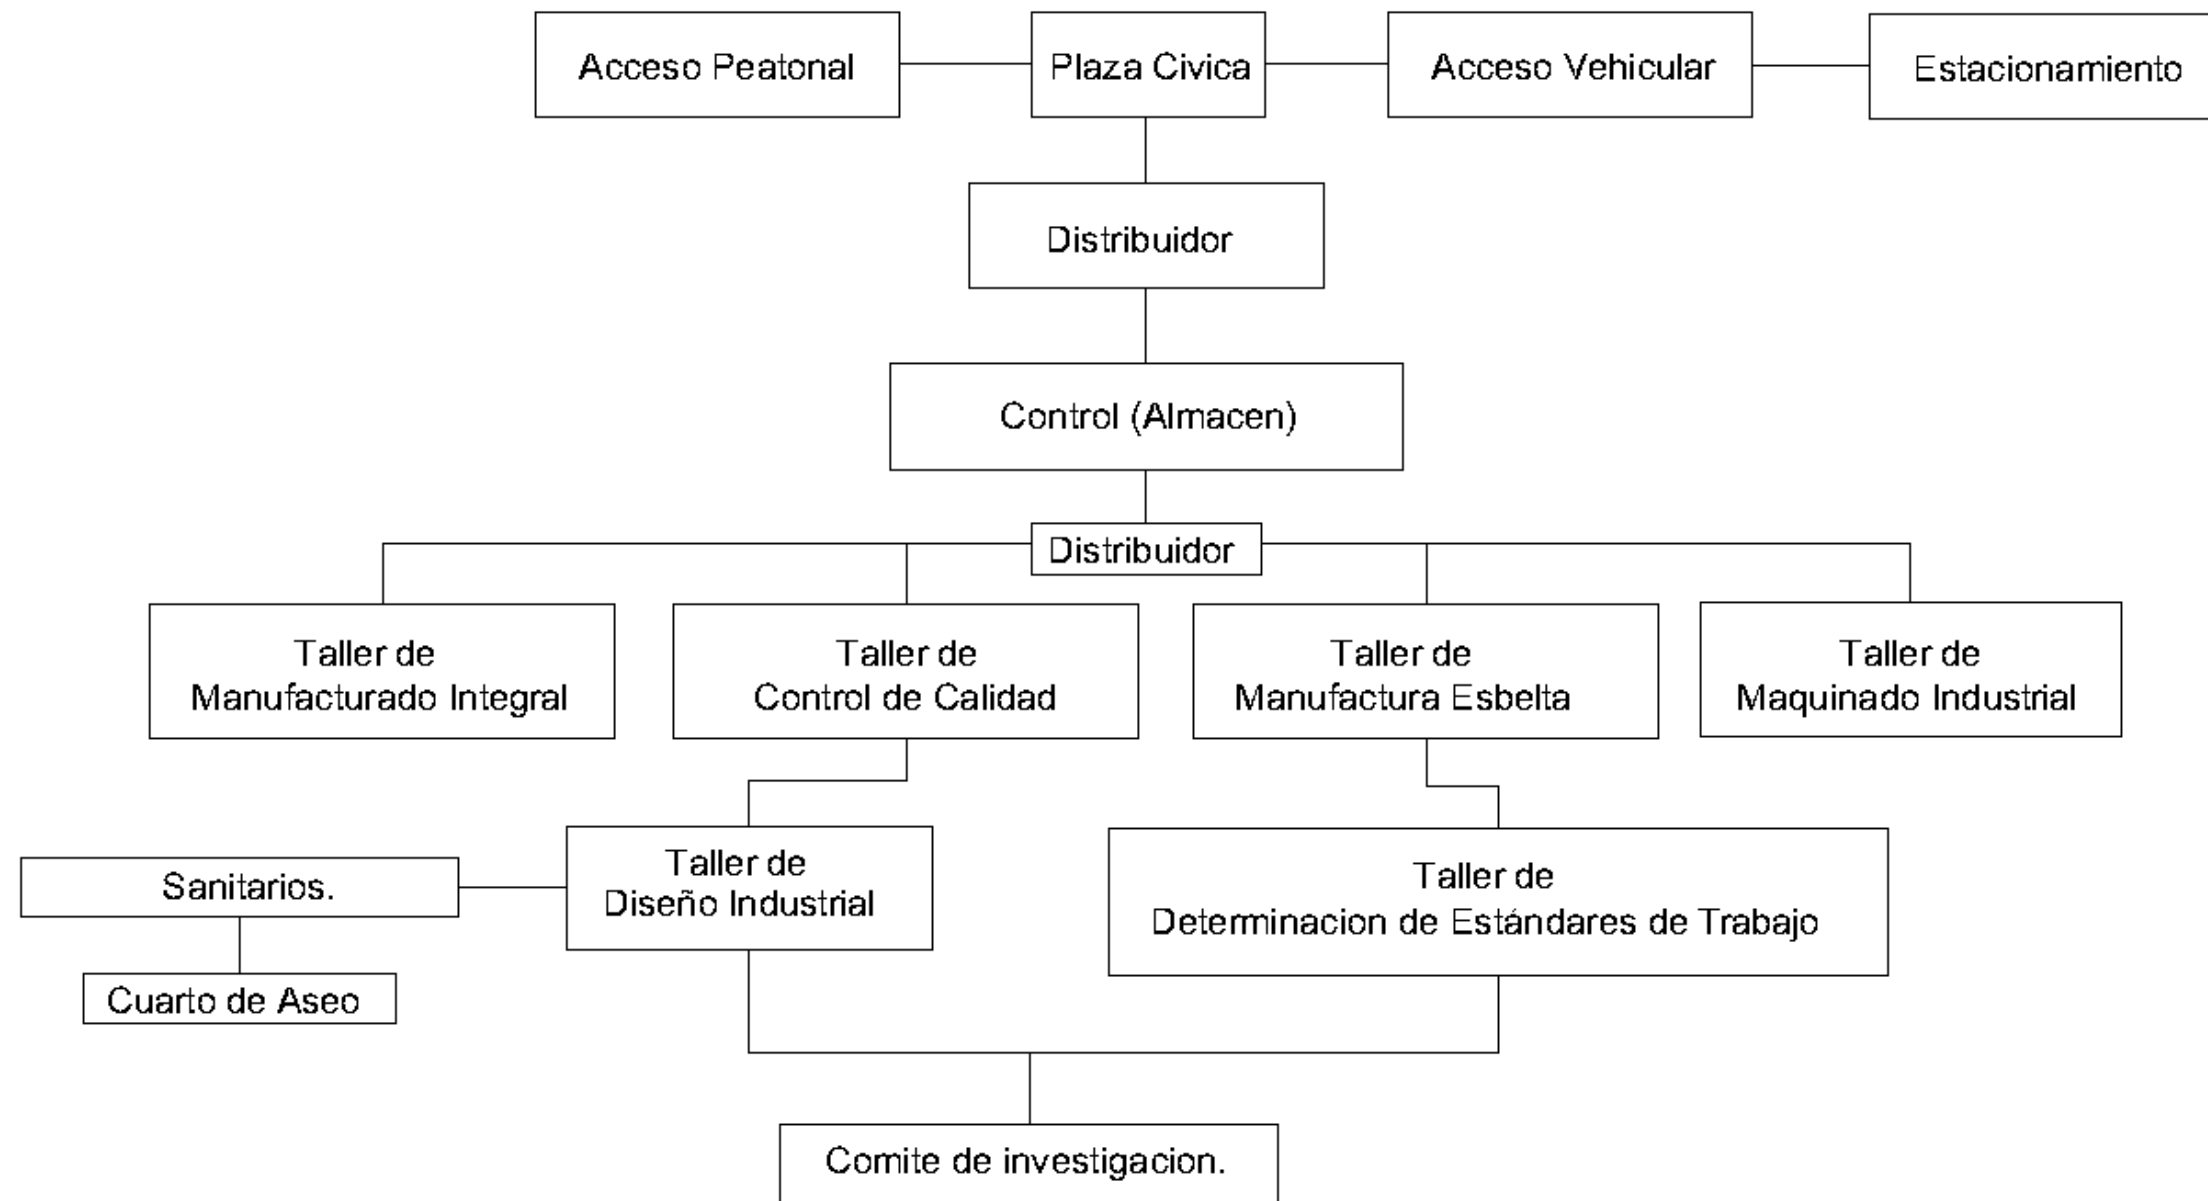 Acceso Peatonal
Plaza Civica
Acceso Vehicular
Estacionamiento
Distribuidor
Control (Almacen)
Distribuidor
Taller de
Manufacturado Integral
Taller de
Control de Calidad
Taller de
Manufactura Esbelta
Taller de
Maquinado Industrial
Sanitarios.
Taller de
Diseño Industrial
Taller de
Determinacion de Estándares de Trabajo
Cuarto de Aseo
Comite de investigacion.